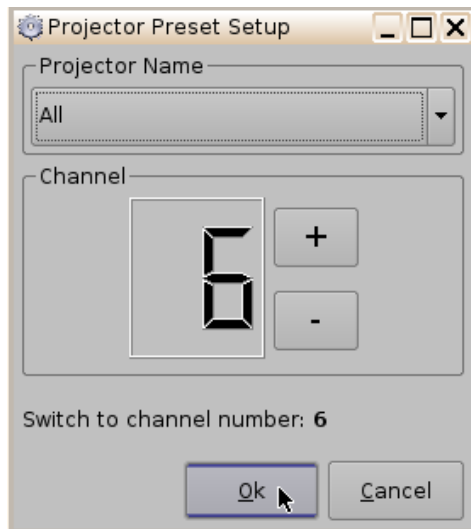 Projector Preset Setup
Projector Name
All
Channel
6
+
-
Switch to channel number: 6
Ok Cancel